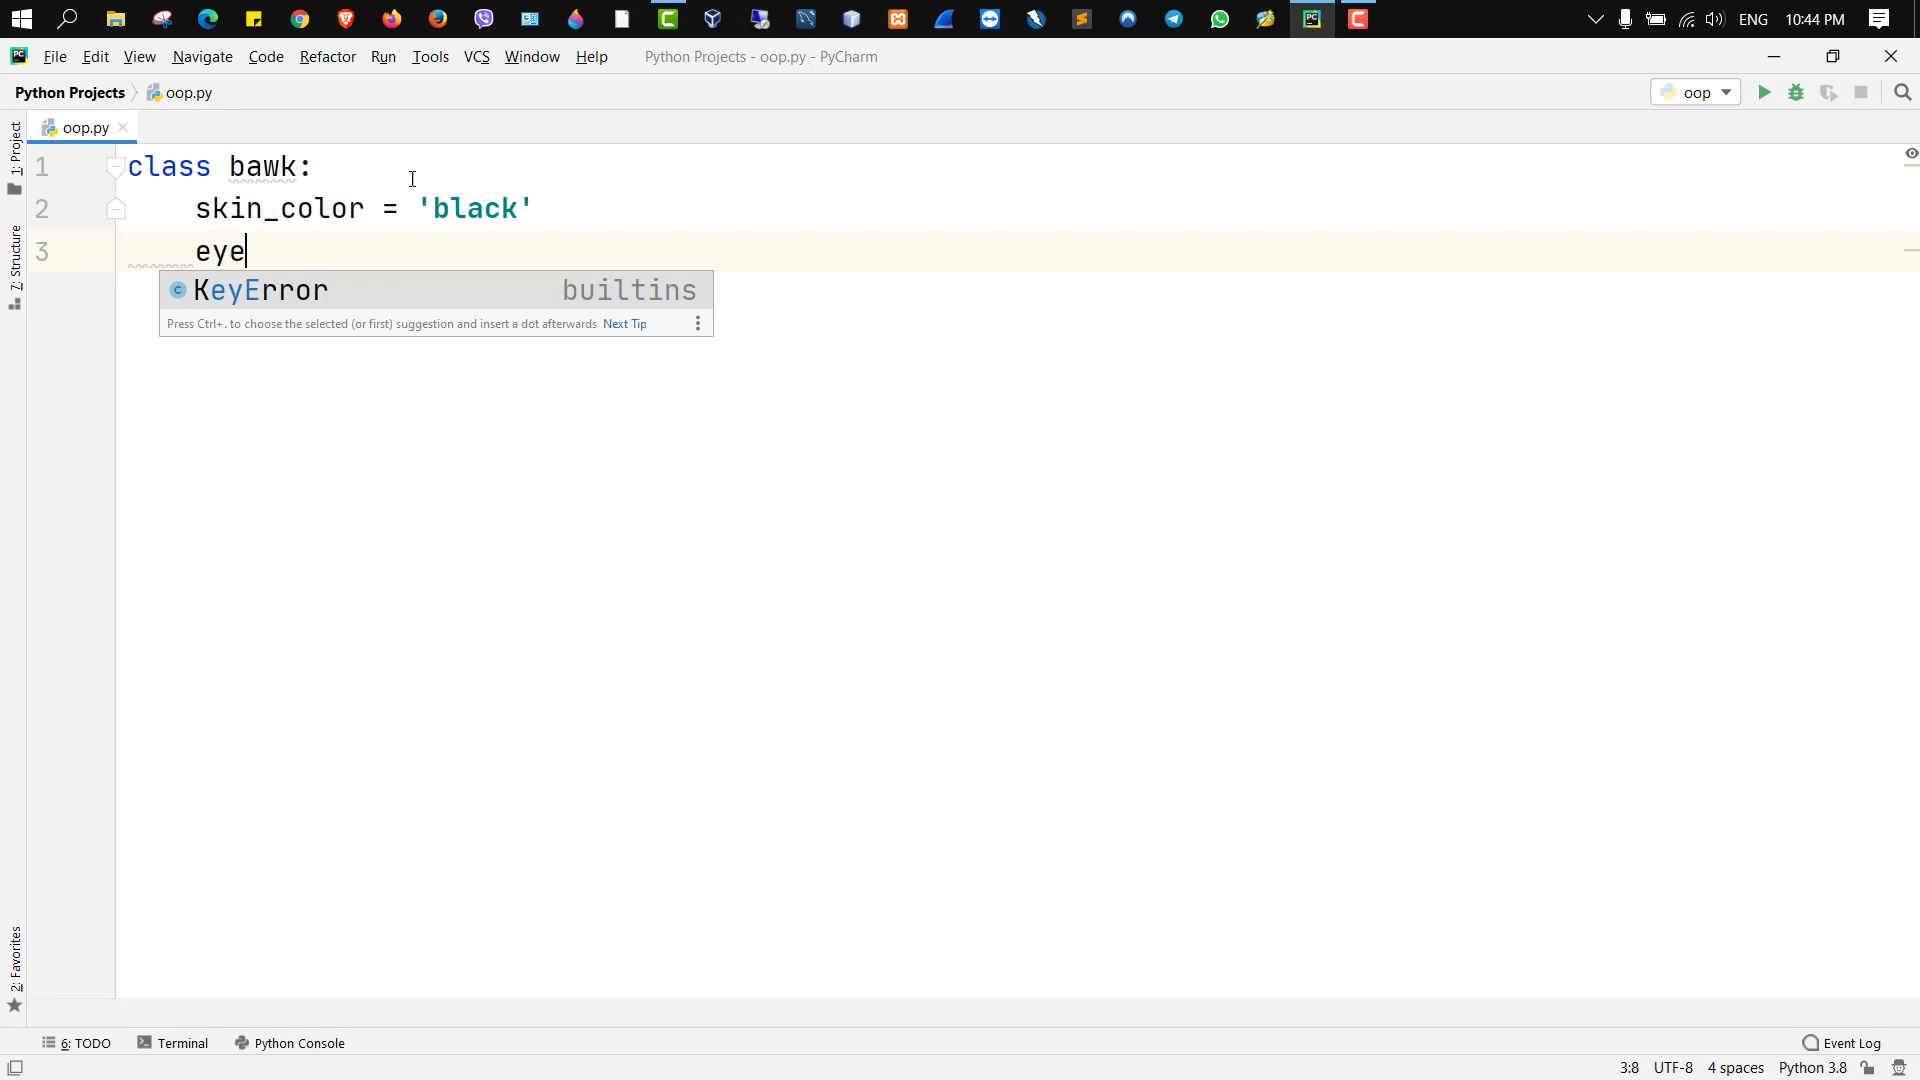 ENG 10:44 PM
File Edit View Navigate Code Refactor Run Tools VCS Window Help Python Projects - oop.py - PyCharm
Python Projects oop.py oop
oop.py
1: Project
7: Structure
2: Favorites
1 class bawk:
2 skin_color = 'black'
3 eye
KeyError builtins
Press Ctrl+. to choose the selected (or first) suggestion and insert a dot afterwards Next Tip
6: TODO Terminal Python Console Event Log
3:8 UTF-8 4 spaces Python 3.8